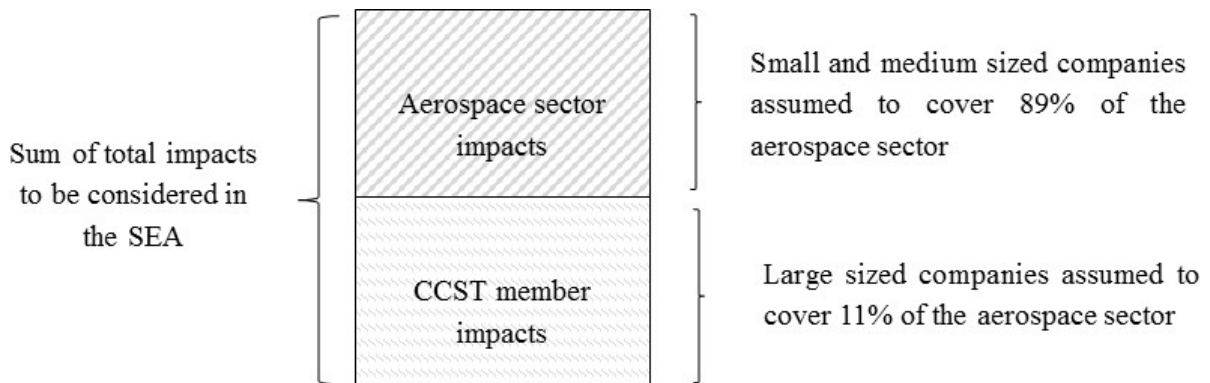 Sum of total impacts
to be considered in
the SEA
Aerospace sector
impacts
CCST member
impacts
Small and medium sized companies
assumed to cover 89% of the
aerospace sector
Large sized companies assumed to
cover 11% of the aerospace sector